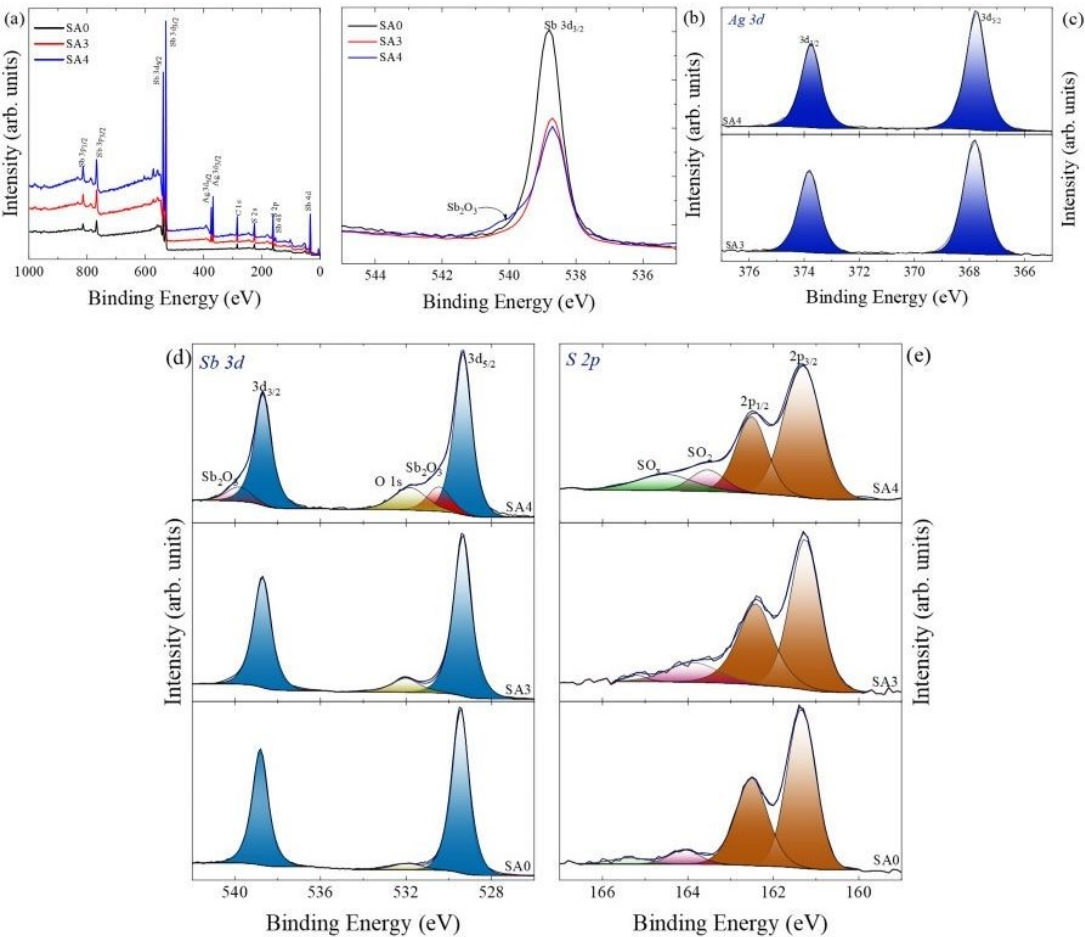 (a)
SA0
SA3
SA4
Sb 3p1/2
Sb 3p3/2
Sb 3d5/2
Sb 3d3/2
Ag 3d5/2
Ag 3d3/2
C 1s
S 2s
S 2p
Sb 4s
Sb 4d
1000 800 600 400 200 0
Binding Energy (eV)
Intensity (arb. units)
(b)
SA0
SA3
SA4
Sb 3d3/2
Sb2O3
544 542 540 538 536
Binding Energy (eV)
Intensity (arb. units)
Ag 3d
(c)
3d5/2
3d5/2
SA4
SA3
376 374 372 370 368 366
Binding Energy (eV)
Intensity (arb. units)
(d)
Sb 3d
3d3/2
3d5/2
Sb2O3
O 1s
Sb2O3
SA4
SA3
SA0
540 536 532 528
Binding Energy (eV)
Intensity (arb. units)
S 2p
(e)
2p3/2
2p1/2
SO2
SOx
SA4
SA3
SA0
166 164 162 160
Binding Energy (eV)
Intensity (arb. units)